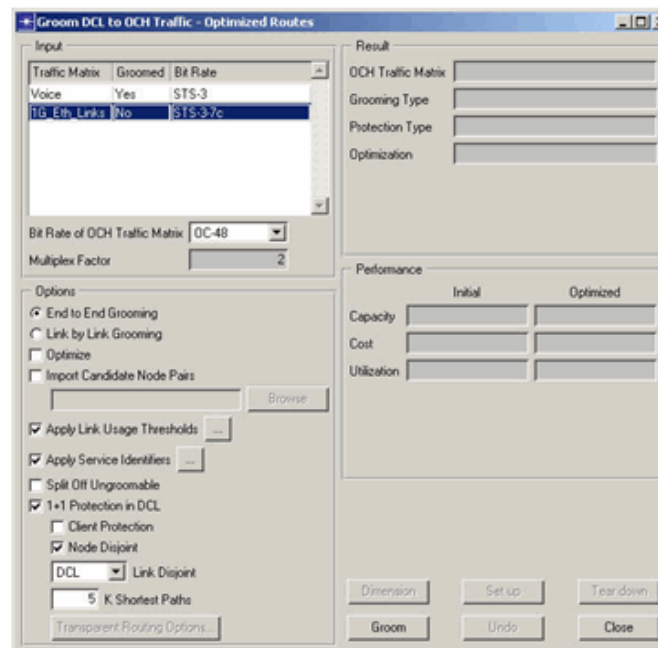 Groom DCL to OCH Traffic - Optimized Routes
Input
Traffic Matrix Groomed Bit Rate
Voice Yes STS-3
1G_Eth_Links No STS-3-7c
Bit Rate of OCH Traffic Matrix OC-48
Multiplex Factor 2
Options
End to End Grooming
Link by Link Grooming
Optimize
Import Candidate Node Pairs
Browse
Apply Link Usage Thresholds ...
Apply Service Identifiers ...
Split Off Ungroomable
1+1 Protection in DCL
Client Protection
Node Disjoint
DCL Link Disjoint
5 K Shortest Paths
Transparent Routing Options...
Result
OCH Traffic Matrix
Grooming Type
Protection Type
Optimization
Performance
Initial Optimized
Capacity
Cost
Utilization
Dimension Set up Tear down
Groom Undo Close